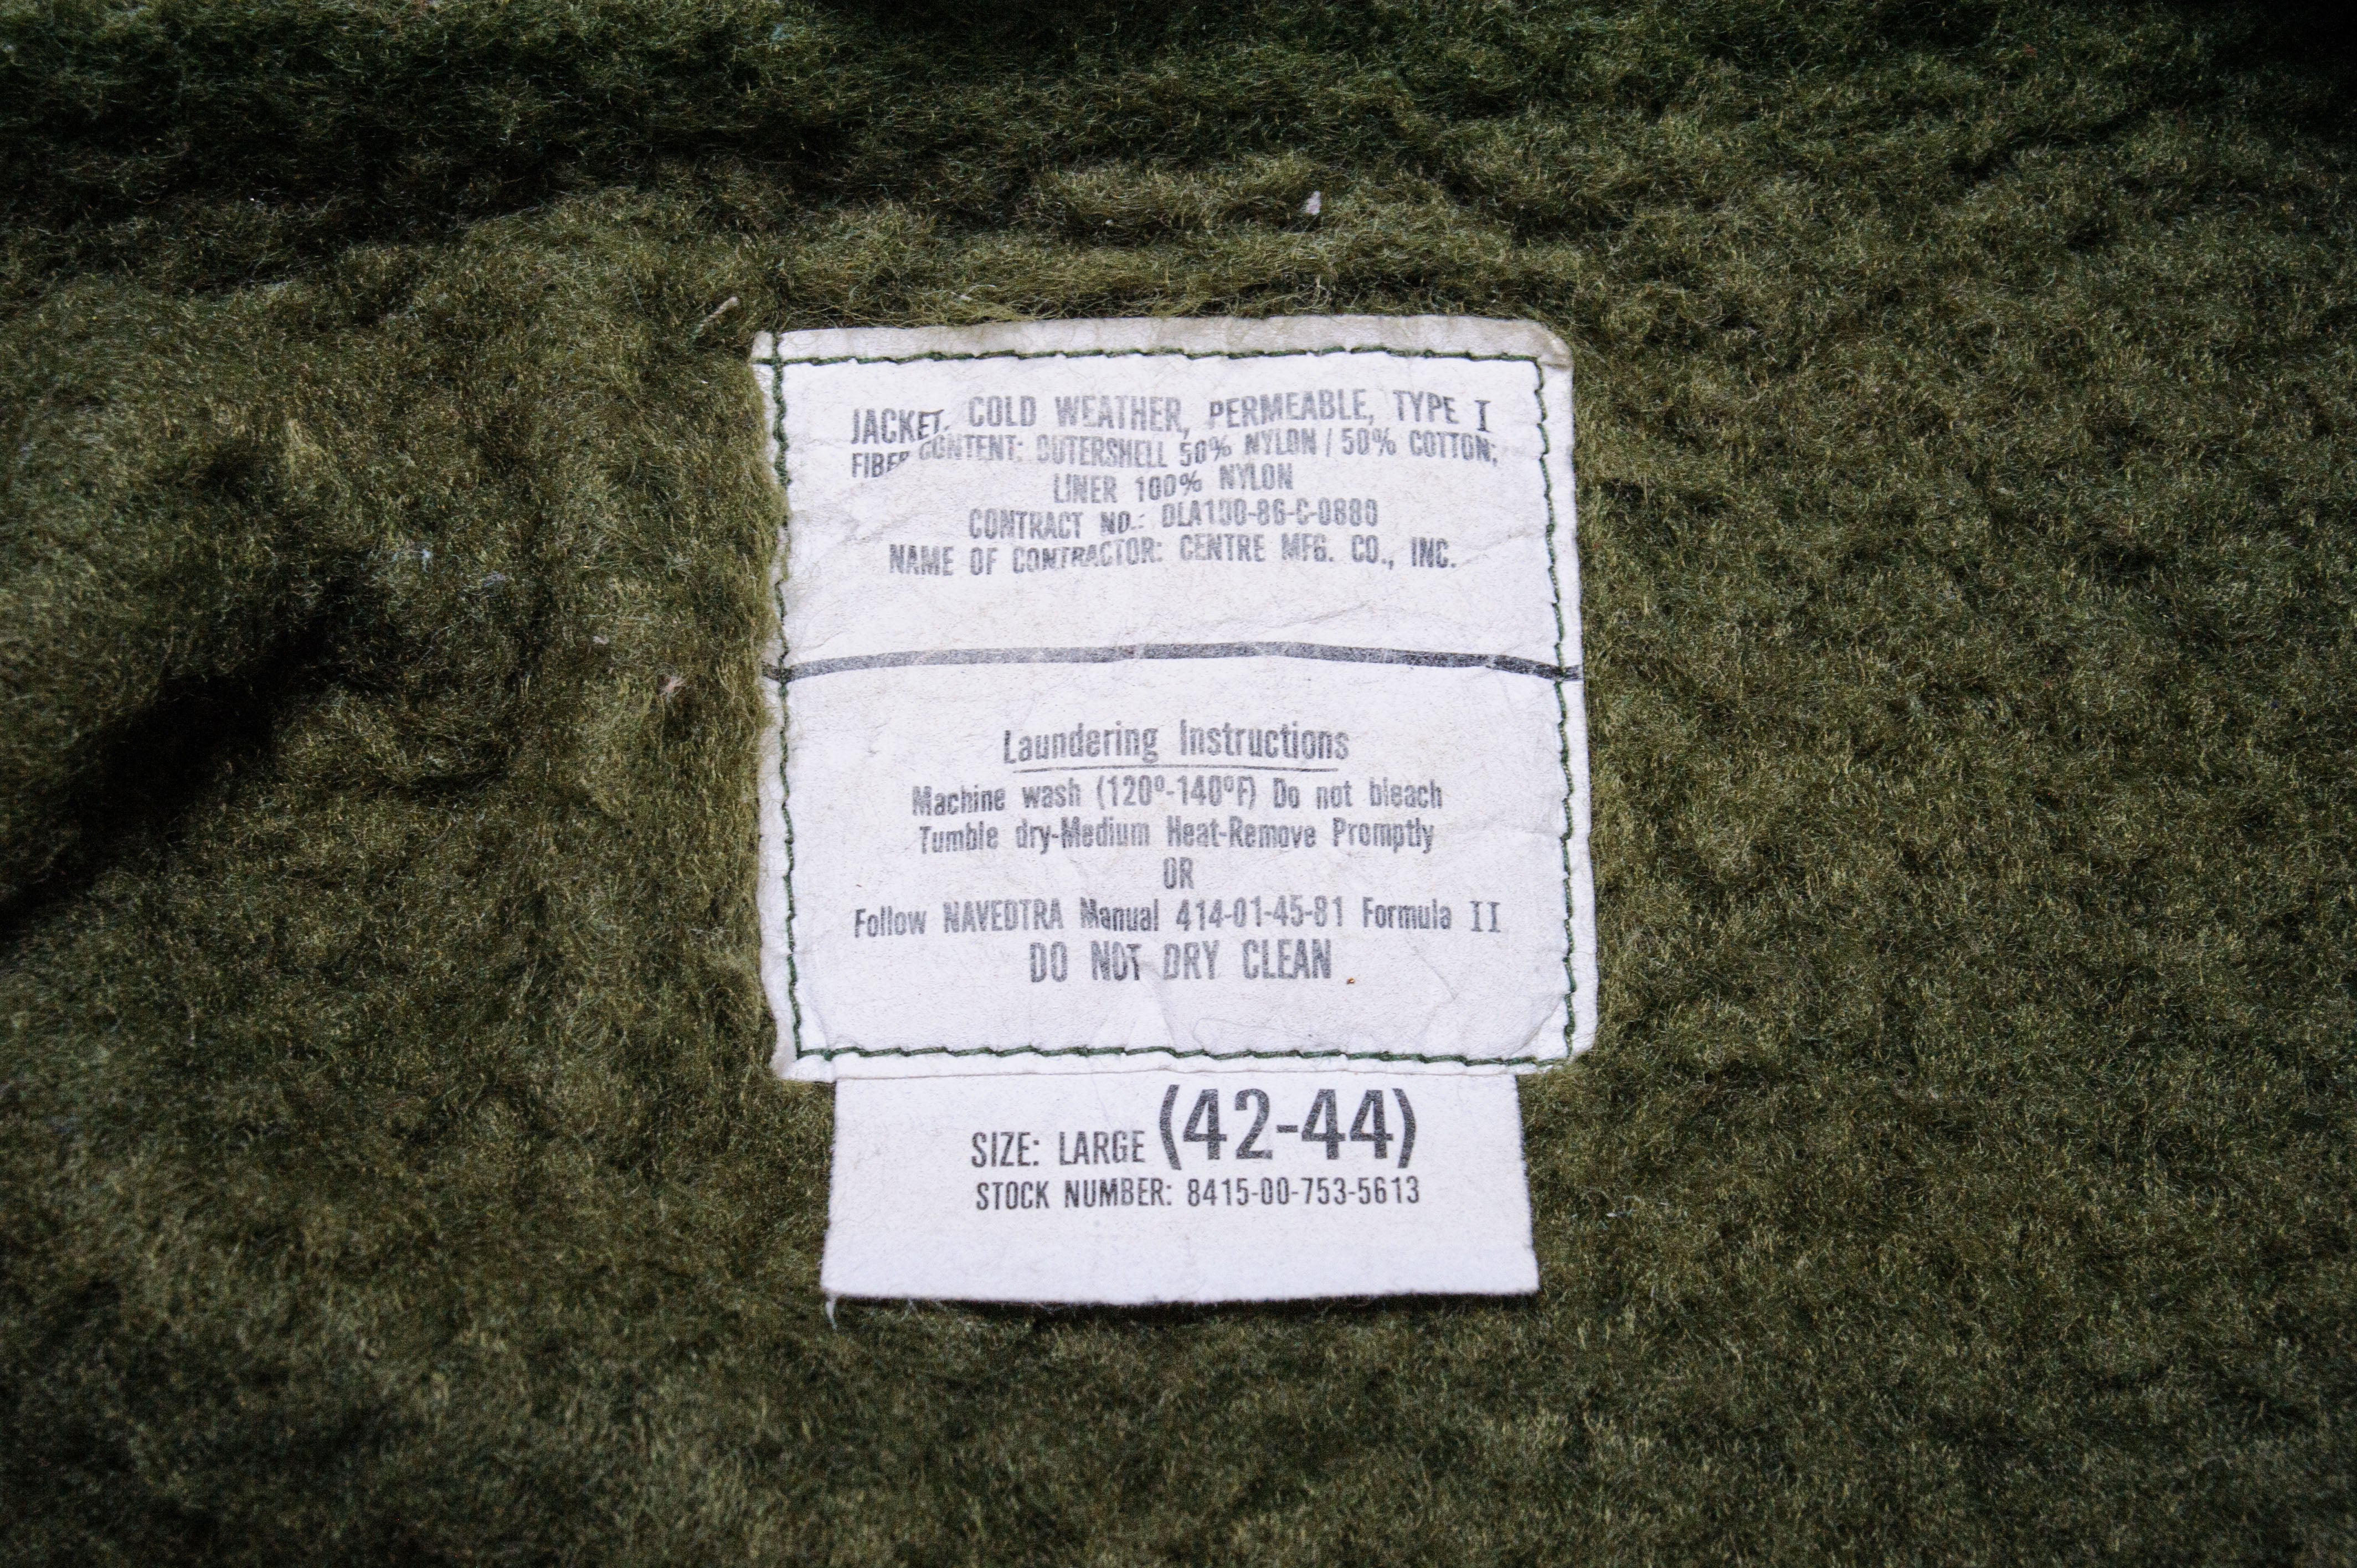 JACKET, COLD WEATHER, PERMEABLE, TYPE I
FIBER CONTENT: OUTERSHELL 50% NYLON / 50% COTTON;
LINER 100% NYLON
CONTRACT NO.: DLA100-86-C-0880
NAME OF CONTRACTOR: CENTRE MFG. CO., INC.
Laundering Instructions
Machine wash (120º-140ºF) Do not bleach
Tumble dry-Medium Heat-Remove Promptly
OR
Follow NAVEDTRA Manual 414-01-45-81 Formula II
DO NOT DRY CLEAN
SIZE: LARGE (42-44)
STOCK NUMBER: 8415-00-753-5613